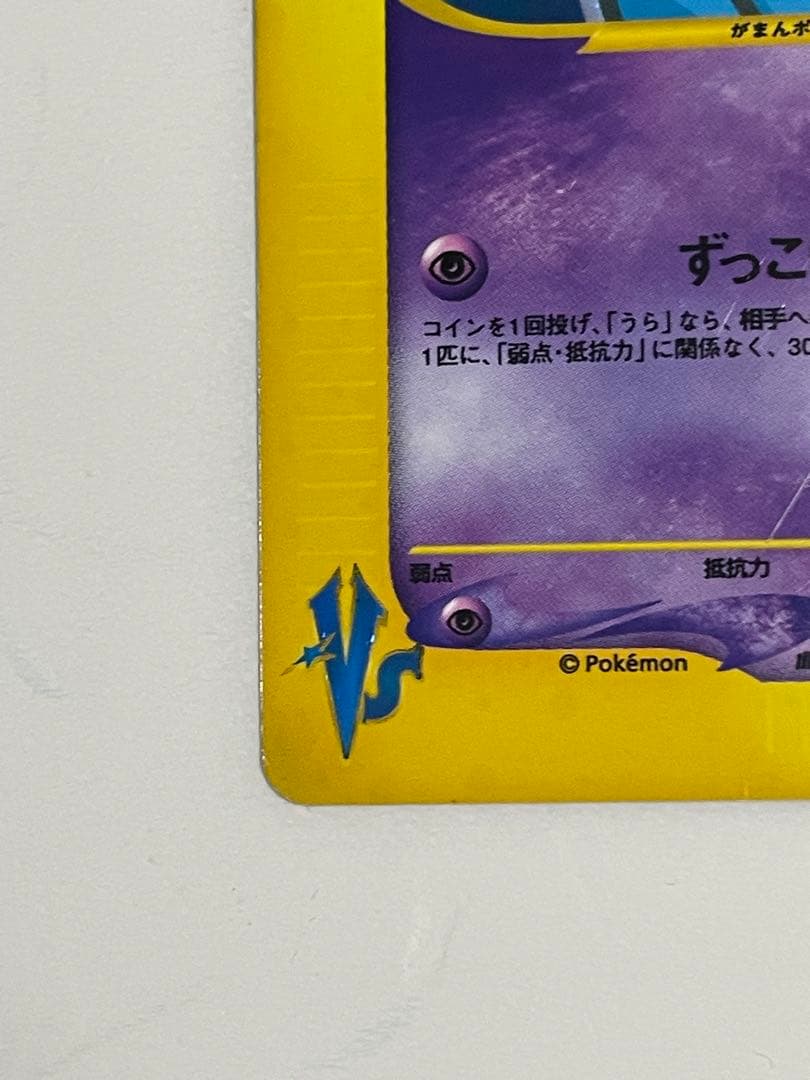 がまんポ
ずっこ
コインを1回投げ、「うら」なら、相手へ
1匹に、「弱点・抵抗力」に関係なく、30
弱点
抵抗力
VS
© Pokémon